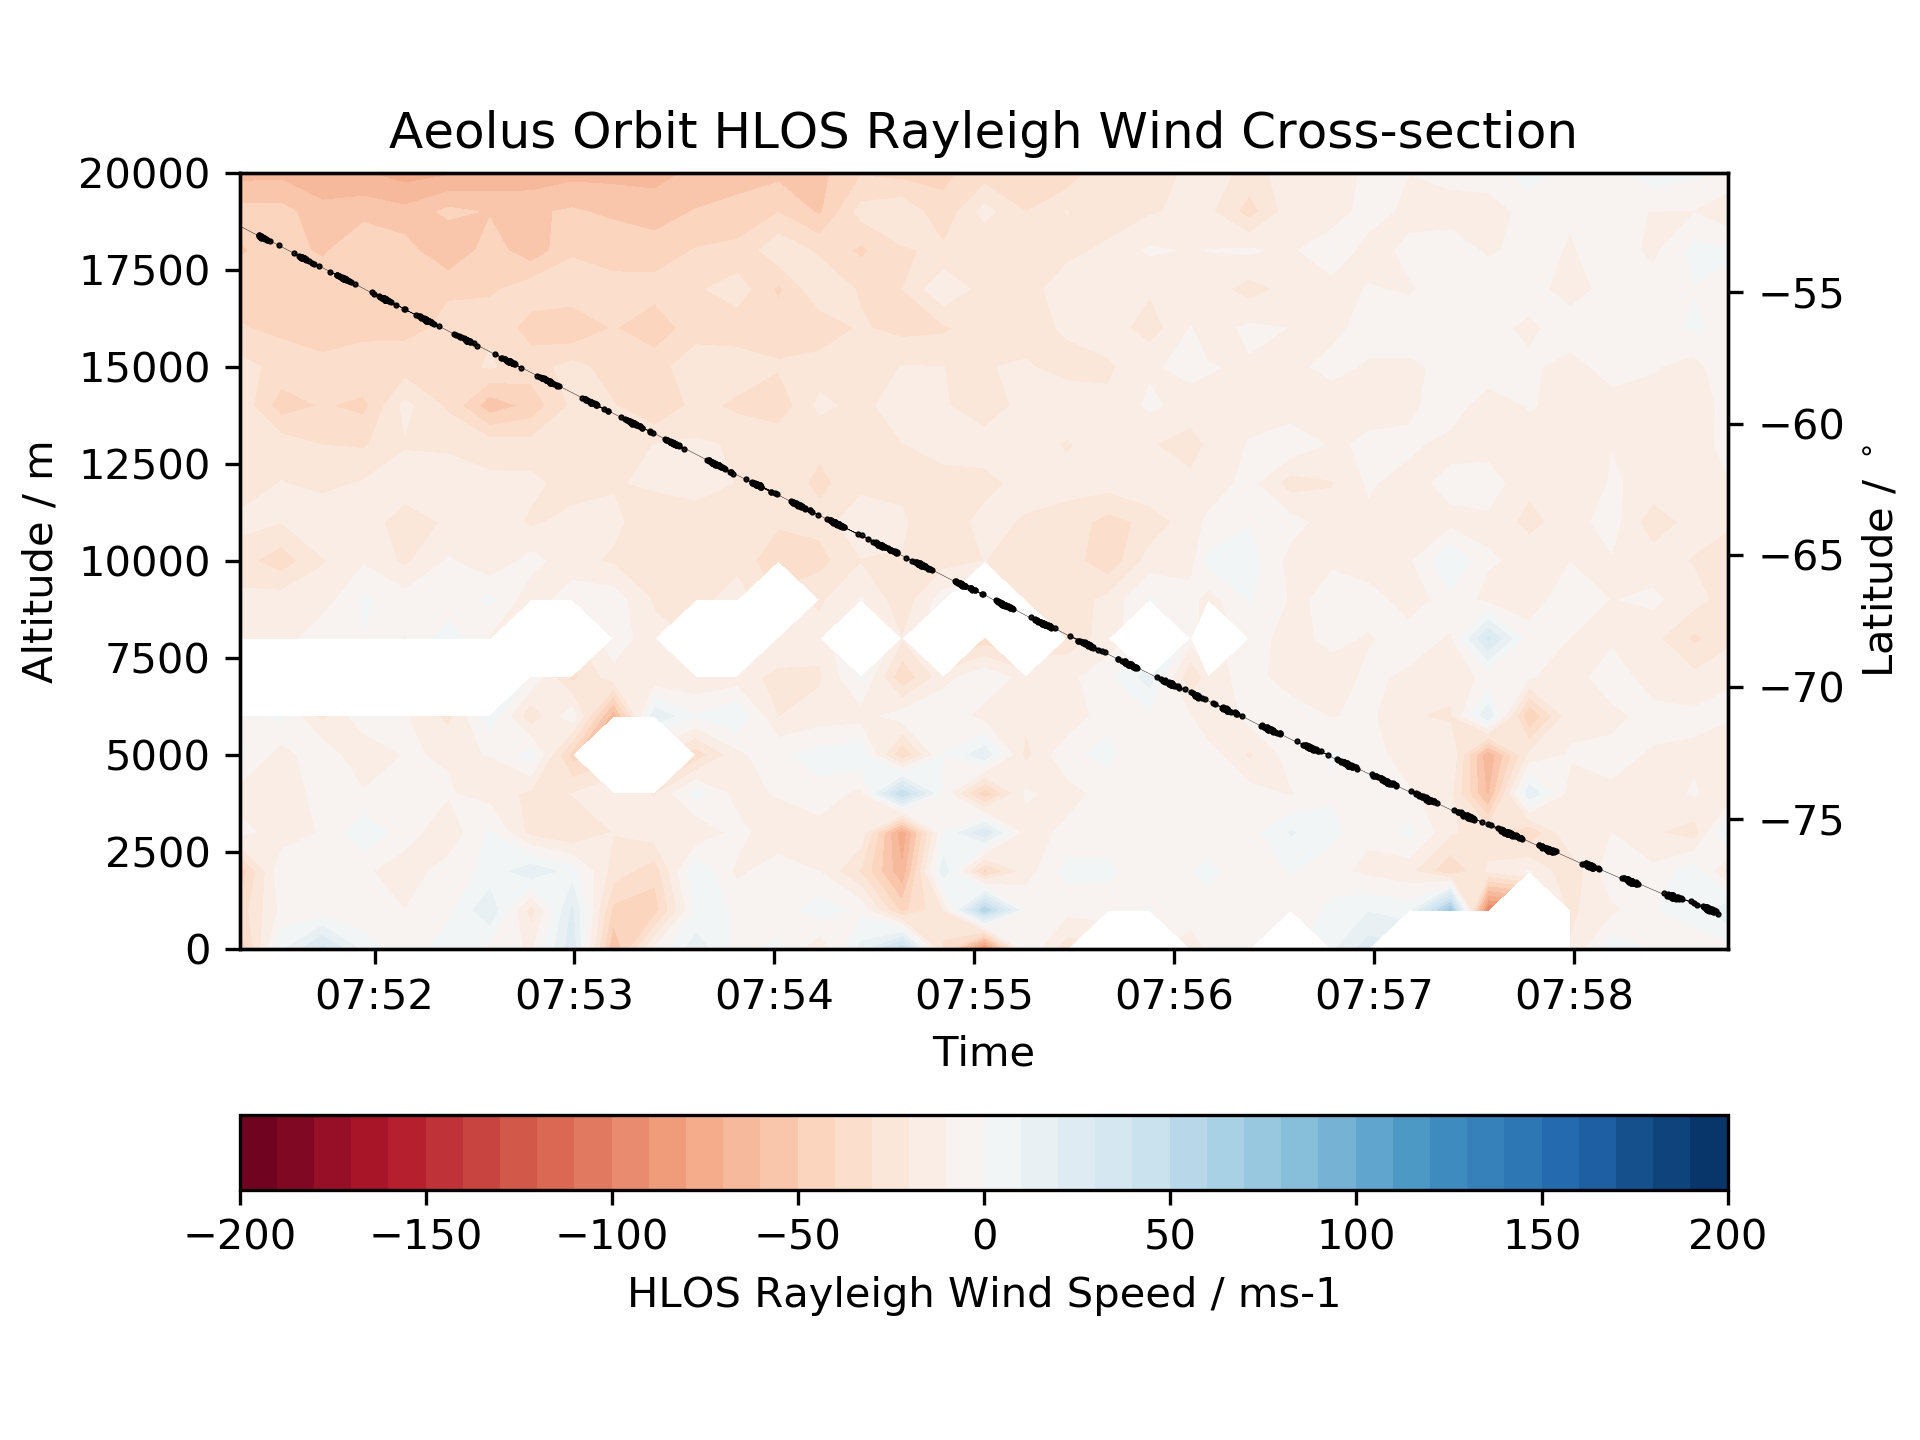 Aeolus Orbit HLOS Rayleigh Wind Cross-section
20000
17500
15000
12500
10000
7500
5000
2500
0
Altitude / m
−55
−60
−65
−70
−75
Latitude / °
07:52 07:53 07:54 07:55 07:56 07:57 07:58
Time
−200 −150 −100 −50 0 50 100 150 200
HLOS Rayleigh Wind Speed / ms-1